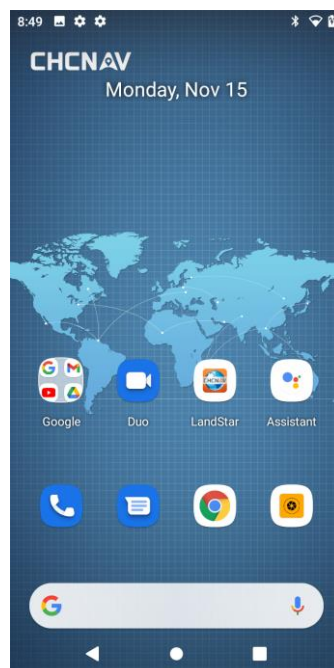 8:49
CHCNAV
Monday, Nov 15
Google
Duo
LandStar
Assistant